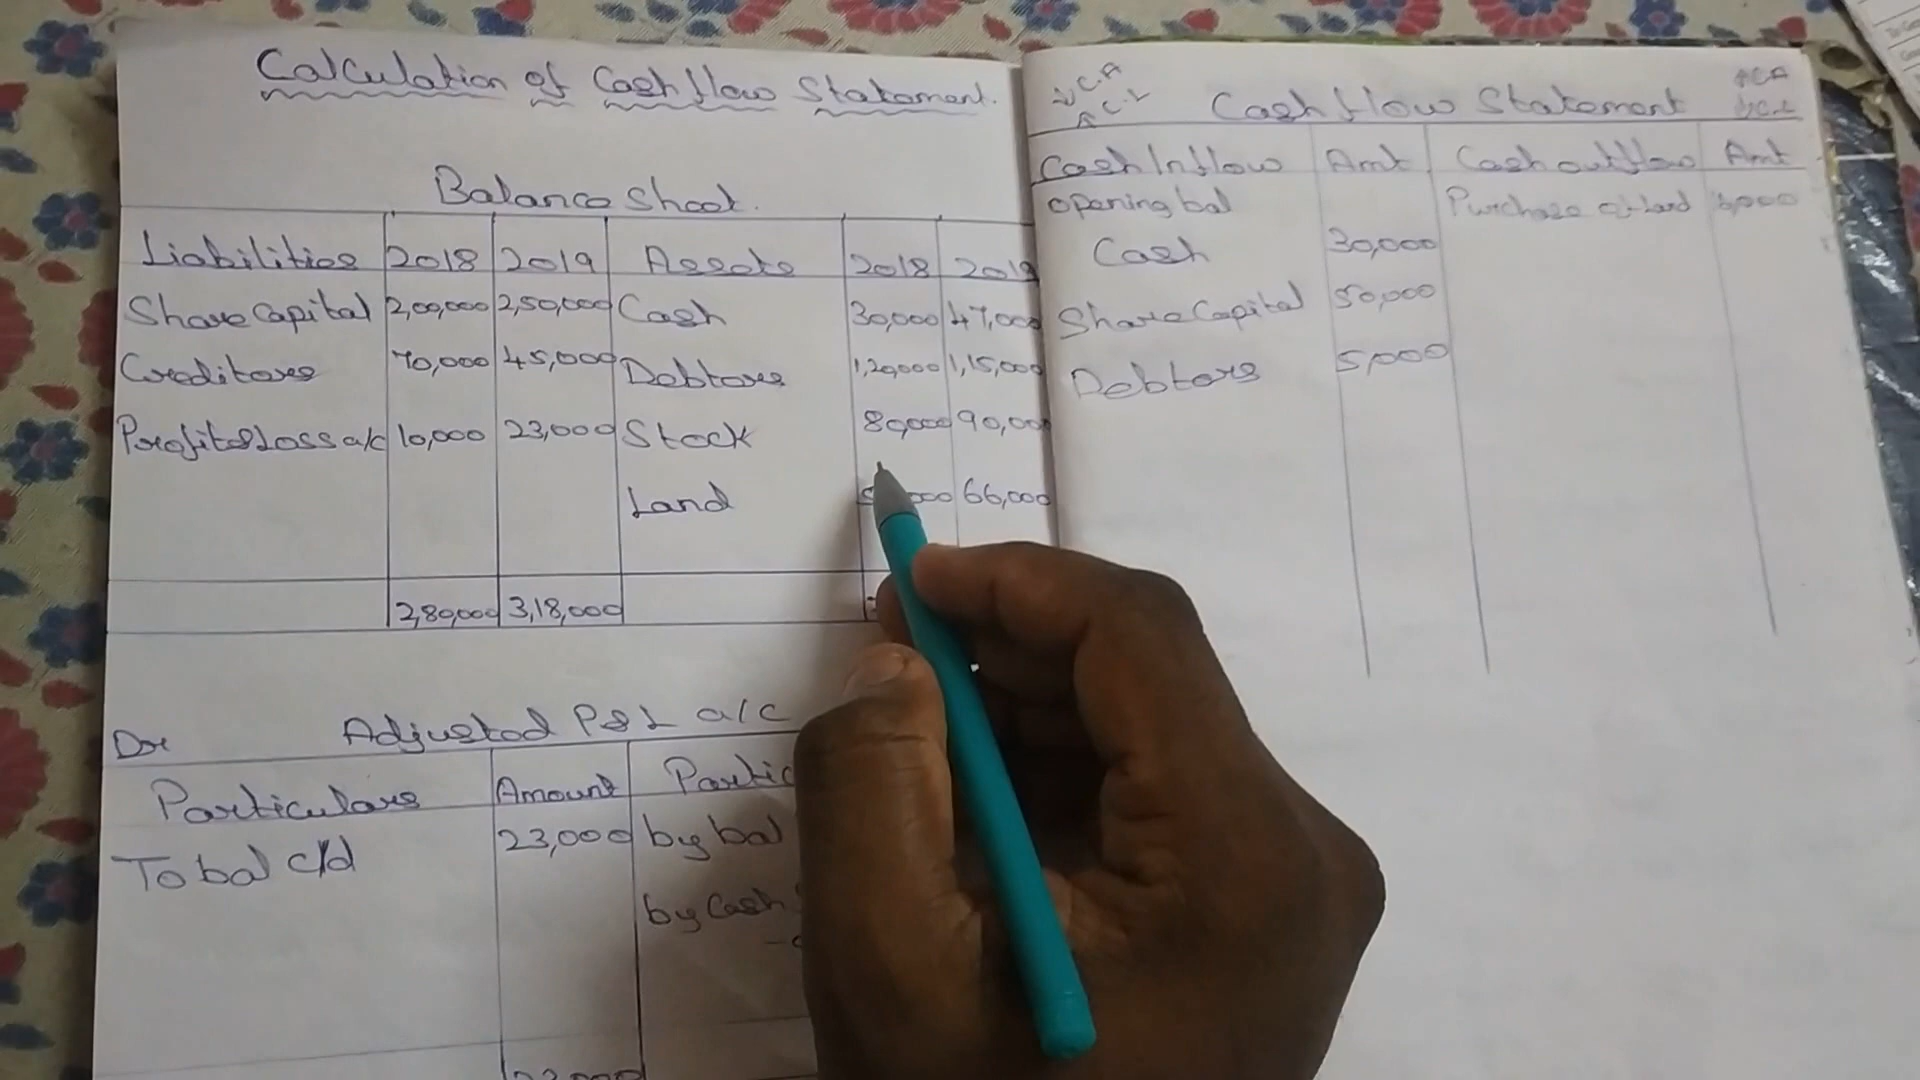 Calculation of Cash flow Statement.
Balance Sheet.
Liabilities 2018 2019 Assets 2018 2019
Share Capital 2,00,000 2,50,000 Cash 30,000 47,000
Creditors 70,000 45,000 Debtors 1,20,000 1,15,000
Profit & Loss a/c 10,000 23,000 Stock 80,000 90,000
Land 66,000
2,80,000 3,18,000
Dr Adjusted P & L a/c
Particulars Amount
To bal c/d 23,000 by bal
by Cash
↓ C.A
↑ C.L
Cash flow Statement
↑C.A
↓C.L
Cash Inflow Amt Cash outflow Amt
Opening bal Purchase of Land
Cash 30,000
Share Capital 50,000
Debtors 5,000